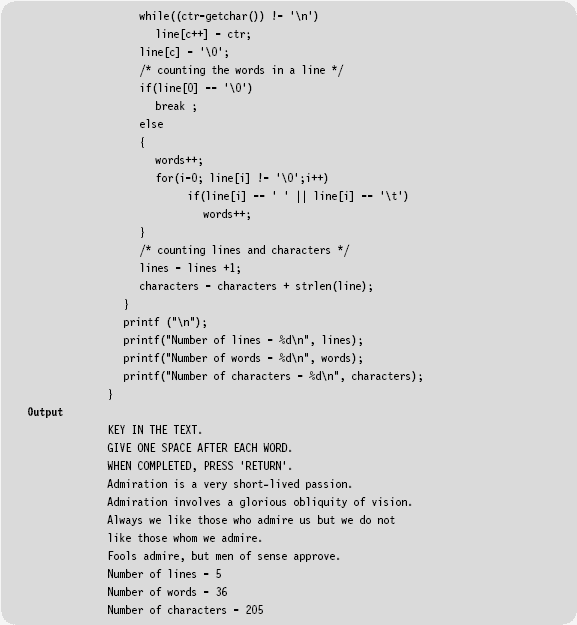 while((ctr=getchar()) != '\n')
line[c++] = ctr;
line[c] = '\0';
/* counting the words in a line */
if(line[0] == '\0')
break ;
else
{
words++;
for(i=0; line[i] != '\0';i++)
if(line[i] == ' ' || line[i] == '\t')
words++;
}
/* counting lines and characters */
lines = lines +1;
characters = characters + strlen(line);
}
printf ("\n");
printf("Number of lines = %d\n", lines);
printf("Number of words = %d\n", words);
printf("Number of characters = %d\n", characters);
}
Output
KEY IN THE TEXT.
GIVE ONE SPACE AFTER EACH WORD.
WHEN COMPLETED, PRESS 'RETURN'.
Admiration is a very short-lived passion.
Admiration involves a glorious obliquity of vision.
Always we like those who admire us but we do not
like those whom we admire.
Fools admire, but men of sense approve.
Number of lines = 5
Number of words = 36
Number of characters = 205